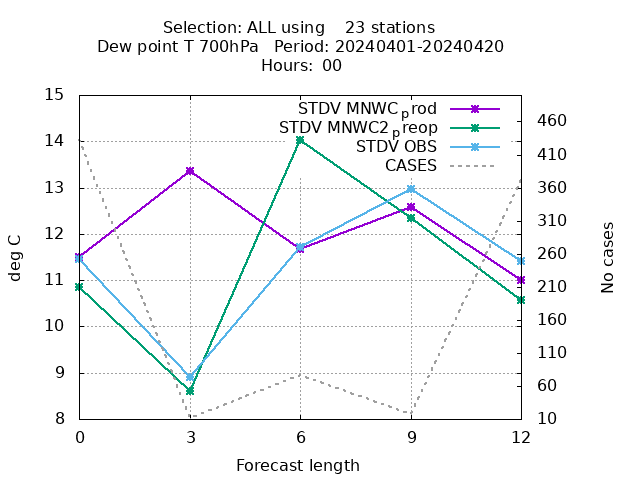 Selection: ALL using    23 stations
Dew point T 700hPa   Period: 20240401-20240420
Hours: 00
STDV MNWC_prod
STDV MNWC2_preop
STDV OBS
CASES
15
14
13
12
11
10
9
8
460
410
360
310
260
210
160
110
60
10
deg C
No cases
0 3 6 9 12
Forecast length